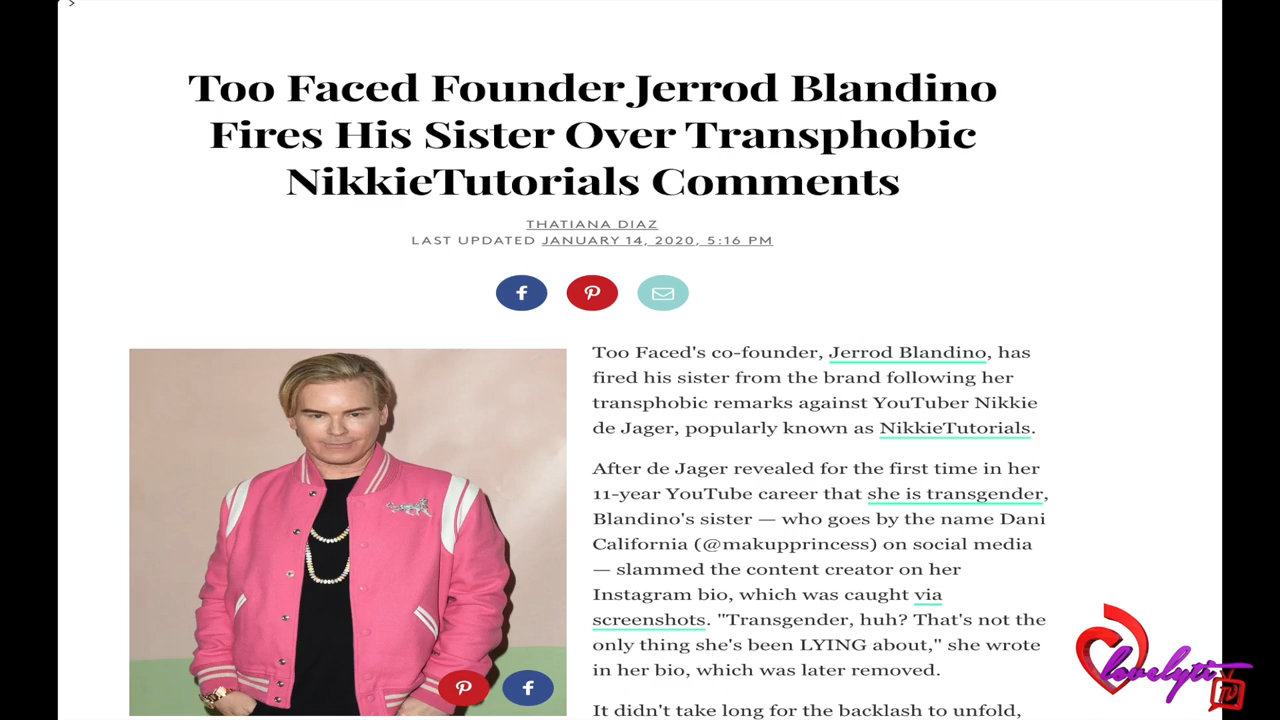 >
Too Faced Founder Jerrod Blandino
Fires His Sister Over Transphobic
NikkieTutorials Comments
THATIANA DIAZ
LAST UPDATED JANUARY 14, 2020, 5:16 PM
Too Faced's co-founder, Jerrod Blandino, has
fired his sister from the brand following her
transphobic remarks against YouTuber Nikkie
de Jager, popularly known as NikkieTutorials.
After de Jager revealed for the first time in her
11-year YouTube career that she is transgender,
Blandino's sister — who goes by the name Dani
California (@makupprincess) on social media
— slammed the content creator on her
Instagram bio, which was caught via
screenshots. "Transgender, huh? That's not the
only thing she's been LYING about," she wrote
in her bio, which was later removed.
It didn't take long for the backlash to unfold,
lovelyti
TV